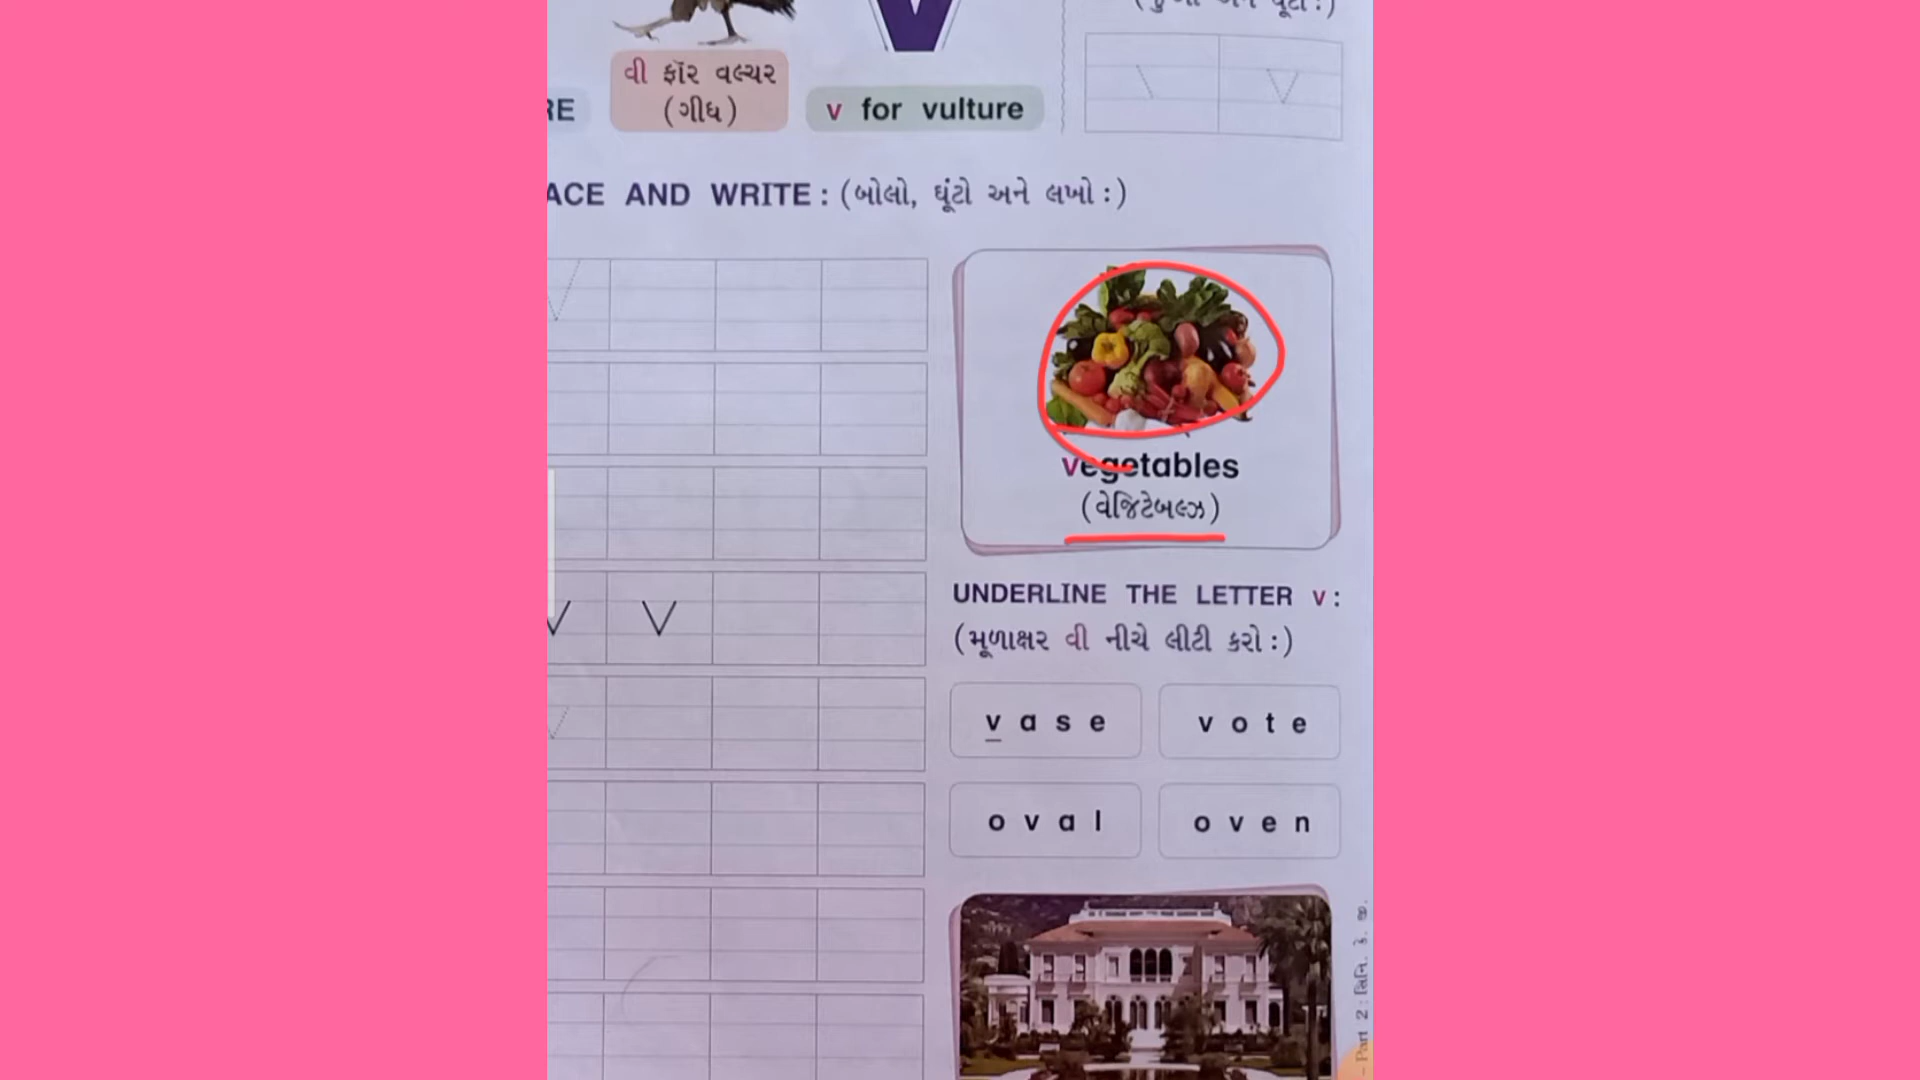 વી ફૉર વલ્ચર
(ગીધ)
RE
v for vulture
ACE AND WRITE : (બોલો, ઘૂંટો અને લખો :)
vegetables
(વેજિટેબલ્ઝ)
V V
UNDERLINE THE LETTER v :
(મૂળાક્ષર વી નીચે લીટી કરો :)
v a s e
v o t e
o v a l
o v e n
- Part 2 : સિનિ. કે. જી.